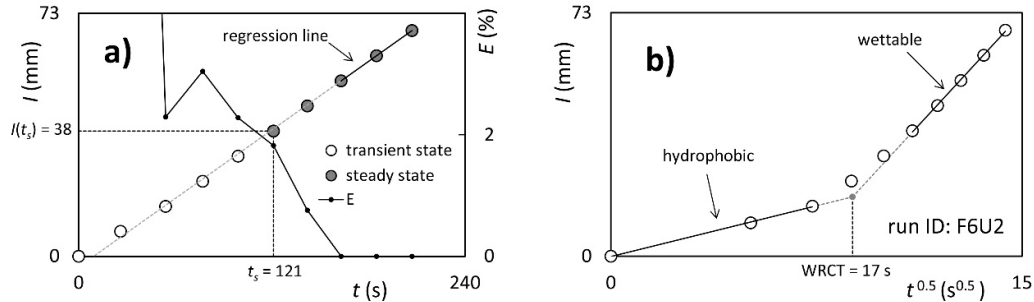 73
a)
regression line
I (mm)
I(tₛ) = 38
E (%)
2
transient state
steady state
E
0
0
0
tₛ = 121
t (s)
240
73
b)
wettable
I (mm)
hydrophobic
run ID: F6U2
0
0
WRCT = 17 s
t⁰·⁵ (s⁰·⁵)
15